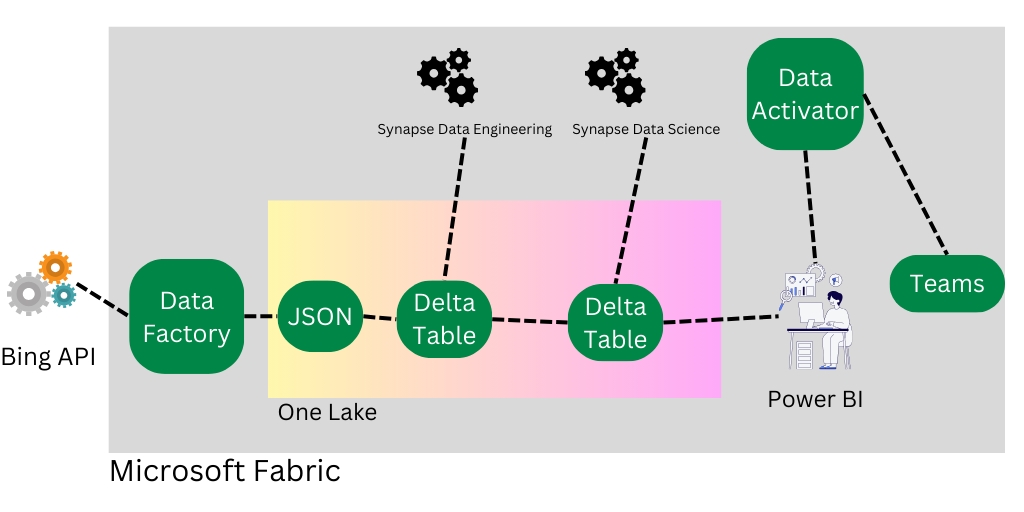 Synapse Data Engineering
Synapse Data Science
Data
Activator
Bing API
Data
Factory
JSON
Delta
Table
Delta
Table
Teams
Power BI
One Lake
Microsoft Fabric